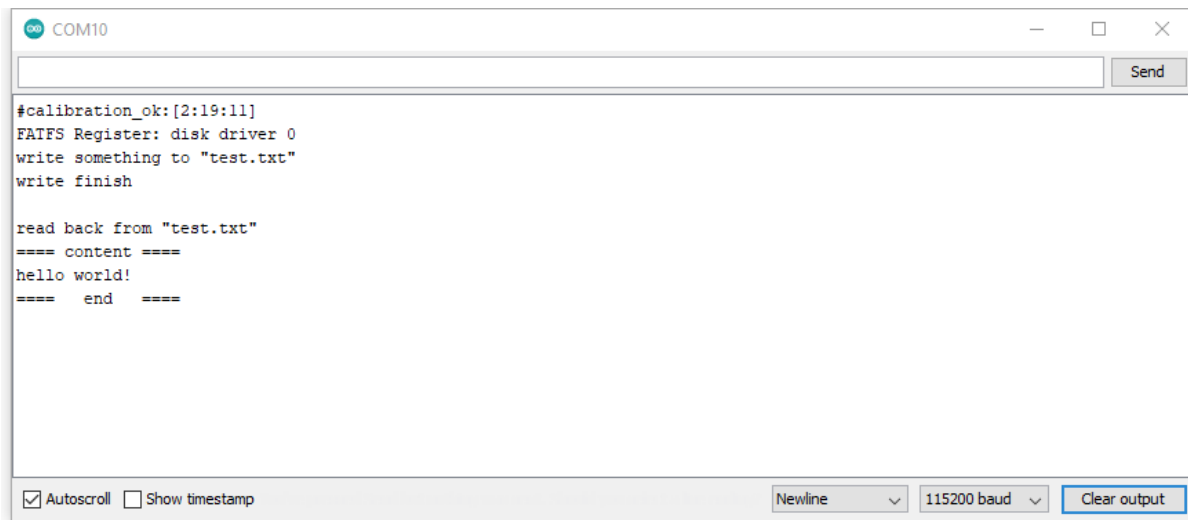 COM10
Send
#calibration_ok:[2:19:11]
FATFS Register: disk driver 0
write something to "test.txt"
write finish
read back from "test.txt"
==== content ====
hello world!
====   end   ====
Autoscroll Show timestamp Newline 115200 baud Clear output